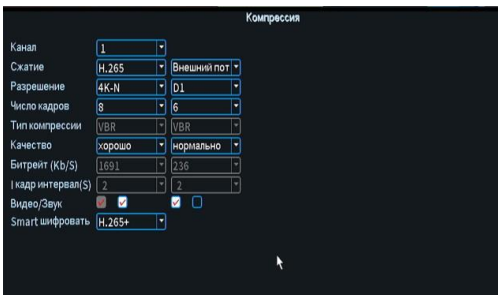 Компрессия
Канал 1
Сжатие H.265 Внешний пот
Разрешение 4K-N D1
Число кадров 8 6
Тип компрессии VBR VBR
Качество хорошо нормально
Битрейт (Kb/S) 1691 236
I кадр интервал(S) 2 2
Видео/Звук
Smart шифровать H.265+